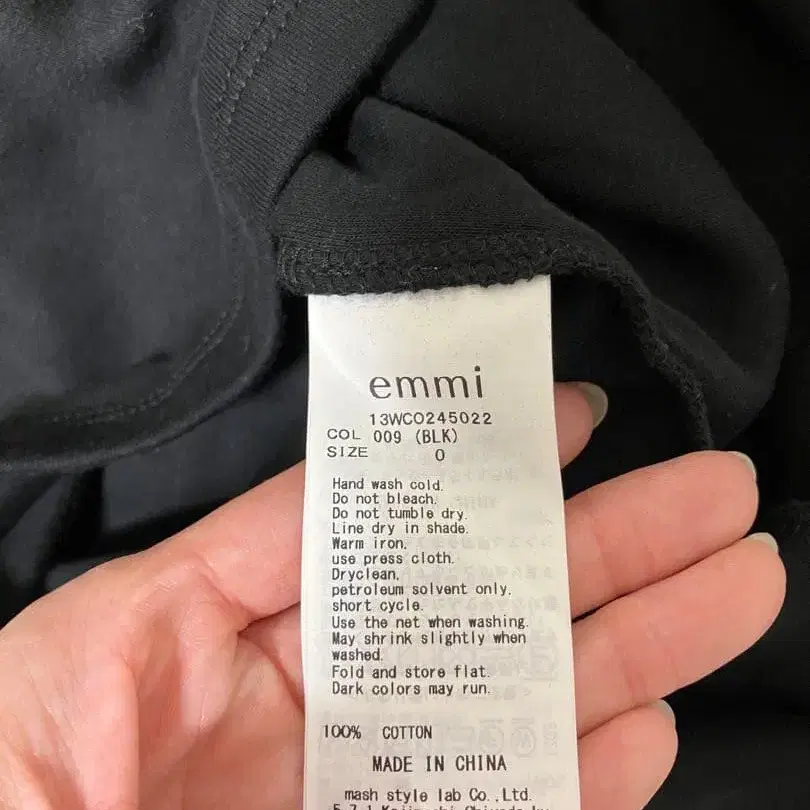 emmi
13WCO245022
COL 009 (BLK)
SIZE 0
Hand wash cold.
Do not bleach.
Do not tumble dry.
Line dry in shade.
Warm iron.
use press cloth.
Dryclean,
petroleum solvent only.
short cycle.
Use the net when washing.
May shrink slightly when
washed.
Fold and store flat.
Dark colors may run.
100% COTTON
MADE IN CHINA
mash style lab Co.,Ltd.